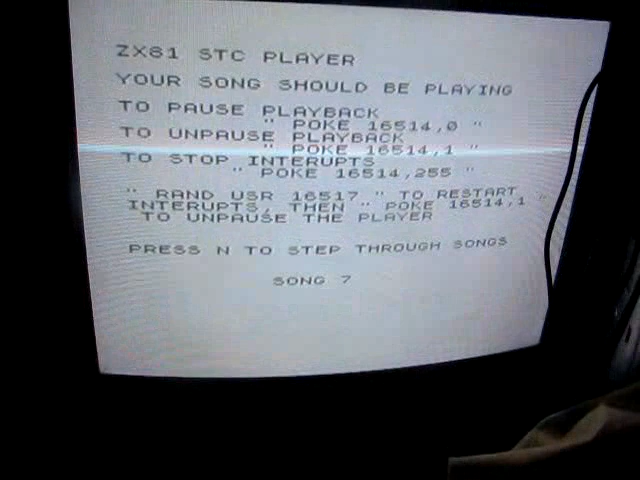 ZX81 STC PLAYER
YOUR SONG SHOULD BE PLAYING
TO PAUSE PLAYBACK
" POKE 16514,0 "
TO UNPAUSE PLAYBACK
" POKE 16514,1 "
TO STOP INTERUPTS
" POKE 16514,255 "
" RAND USR 16517 " TO RESTART
INTERUPTS, THEN " POKE 16514,1 "
TO UNPAUSE THE PLAYER
PRESS N TO STEP THROUGH SONGS
SONG 7